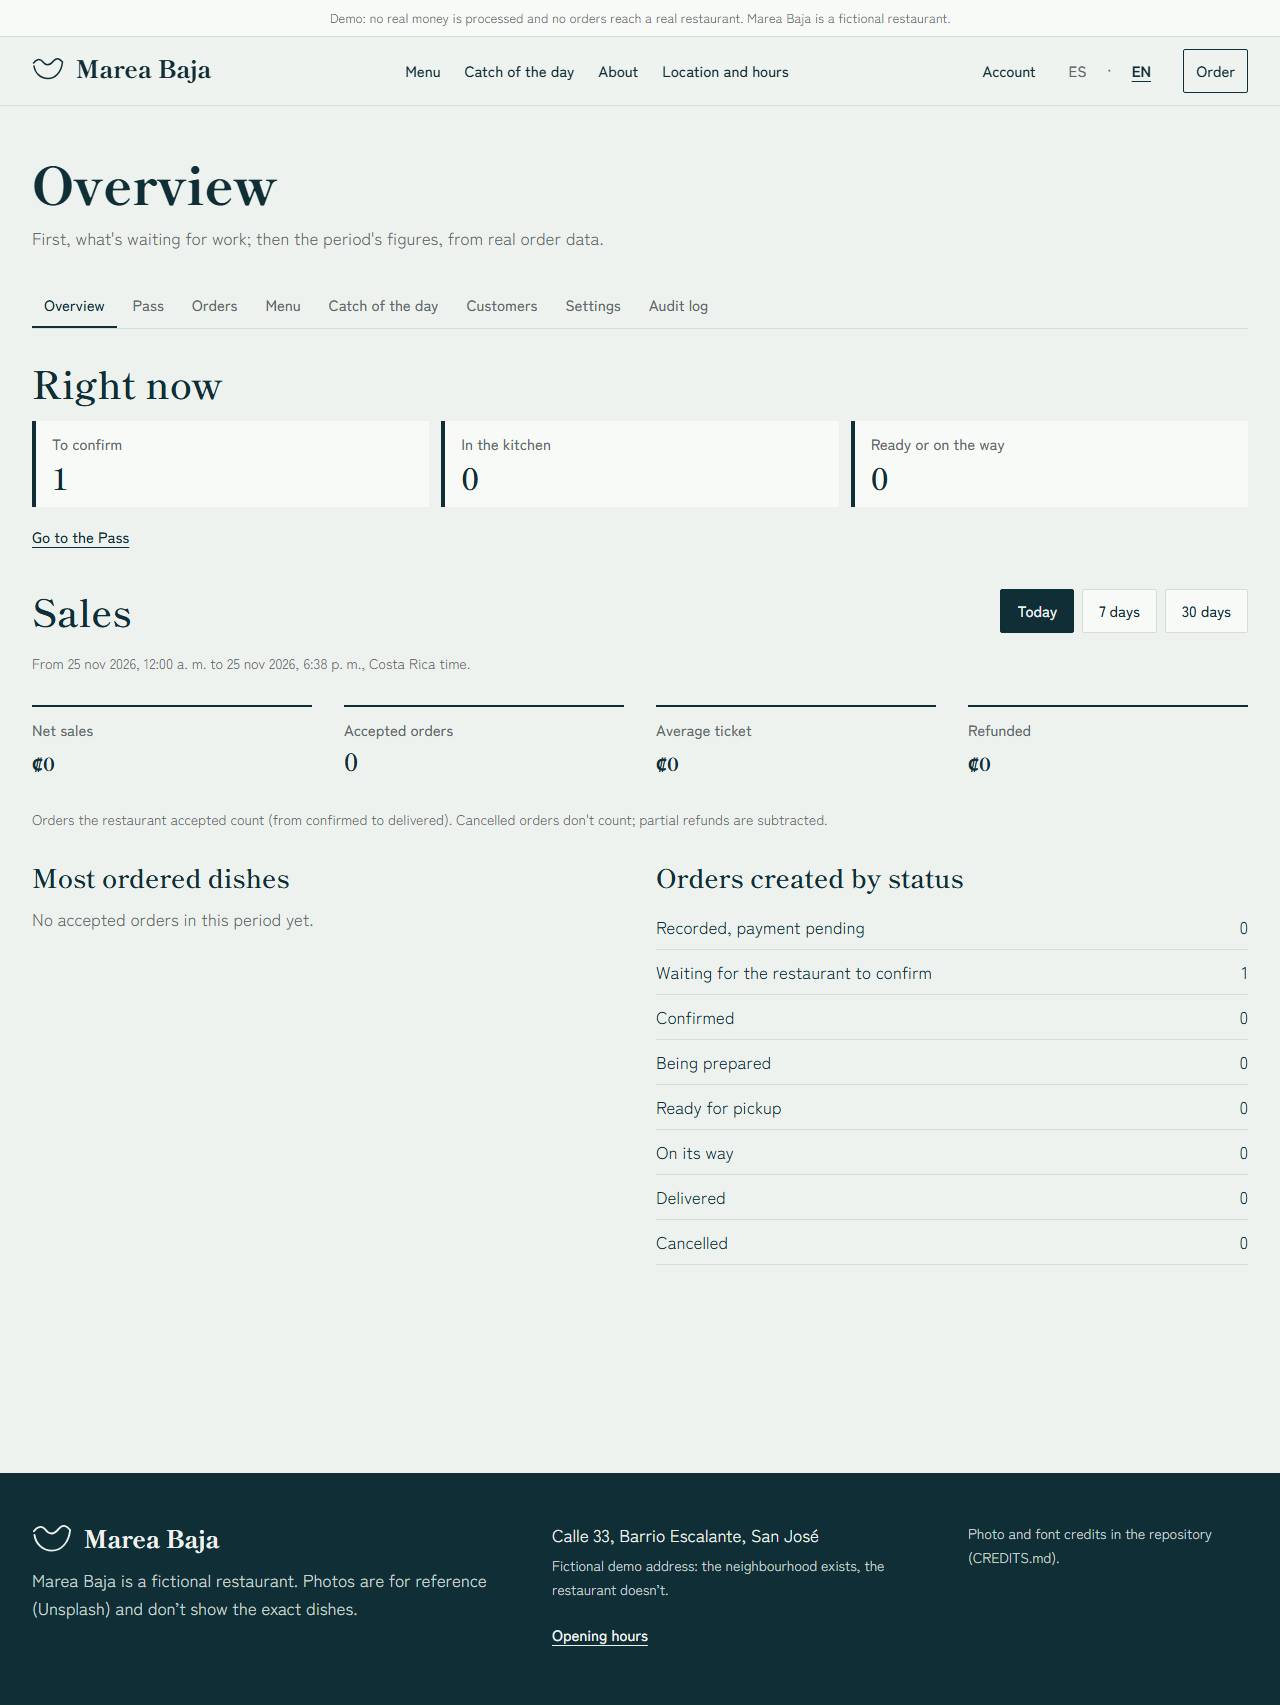 Demo: no real money is processed and no orders reach a real restaurant. Marea Baja is a fictional restaurant.
Marea Baja
Menu Catch of the day About Location and hours
Account ES · EN Order
Overview
First, what's waiting for work; then the period's figures, from real order data.
Overview Pass Orders Menu Catch of the day Customers Settings Audit log
Right now
To confirm
1
In the kitchen
0
Ready or on the way
0
Go to the Pass
Sales
Today 7 days 30 days
From 25 nov 2026, 12:00 a. m. to 25 nov 2026, 6:38 p. m., Costa Rica time.
Net sales
₡0
Accepted orders
0
Average ticket
₡0
Refunded
₡0
Orders the restaurant accepted count (from confirmed to delivered). Cancelled orders don't count; partial refunds are subtracted.
Most ordered dishes
No accepted orders in this period yet.
Orders created by status
Recorded, payment pending 0
Waiting for the restaurant to confirm 1
Confirmed 0
Being prepared 0
Ready for pickup 0
On its way 0
Delivered 0
Cancelled 0
Marea Baja
Marea Baja is a fictional restaurant. Photos are for reference
(Unsplash) and don’t show the exact dishes.
Calle 33, Barrio Escalante, San José
Fictional demo address: the neighbourhood exists, the
restaurant doesn’t.
Opening hours
Photo and font credits in the repository
(CREDITS.md).